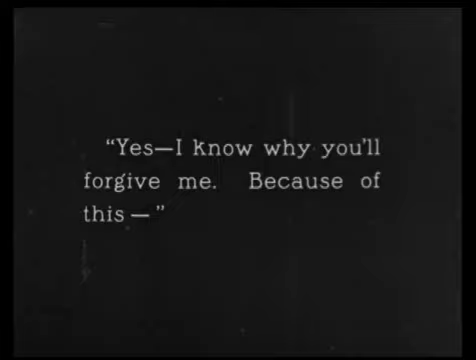 “Yes—I know why you'll
forgive me. Because of
this—”